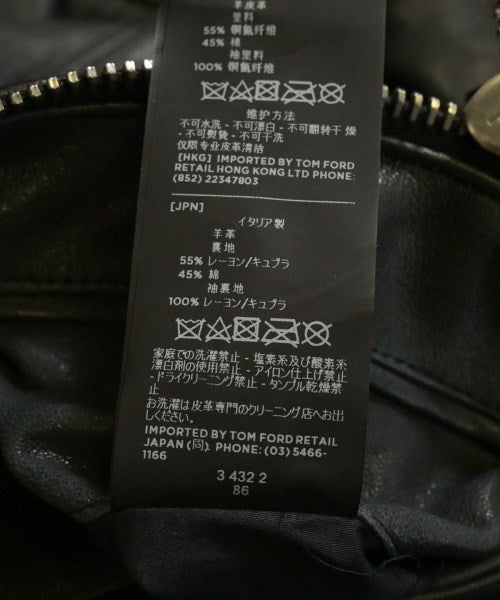 羊皮革
里料
55% 铜氨纤维
45% 棉
袖里料
100% 铜氨纤维
维护方法
不可水洗 - 不可漂白 - 不可翻转干 燥
- 不可熨烫 - 不可干洗
仅限专业皮革清洁
[HKG] IMPORTED BY TOM FORD
RETAIL HONG KONG LTD PHONE:
(852) 22347803
[JPN]
イタリア製
羊革
裏地
55% レーヨン/キュプラ
45% 綿
袖裏地
100% レーヨン/キュプラ
家庭での洗濯禁止 - 塩素系及び酸素系
漂白剤の使用禁止 - アイロン仕上げ禁止
- ドライクリーニング禁止 - タンブル乾燥禁
止
お洗濯は皮革専門のクリーニング店へお出
しください。
IMPORTED BY TOM FORD RETAIL
JAPAN (同). PHONE: (03) 5466-
1166
3 432 2
86